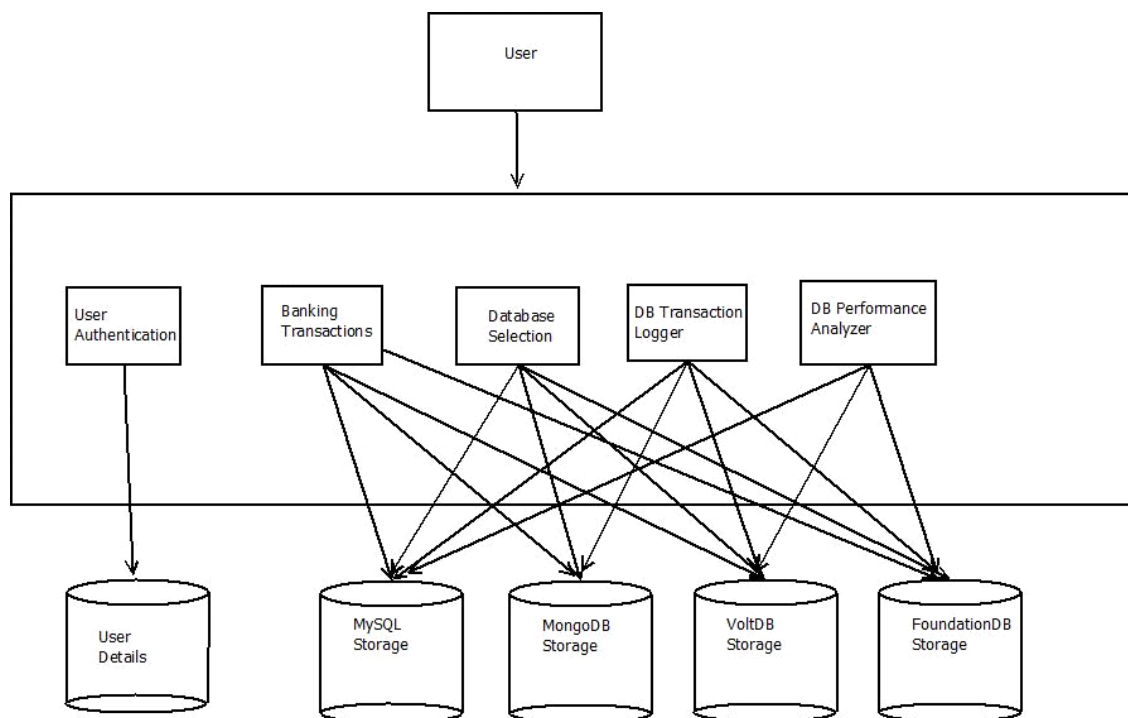 User
User
Authentication
Banking
Transactions
Database
Selection
DB Transaction
Logger
DB Performance
Analyzer
User
Details
MySQL
Storage
MongoDB
Storage
VoltDB
Storage
FoundationDB
Storage